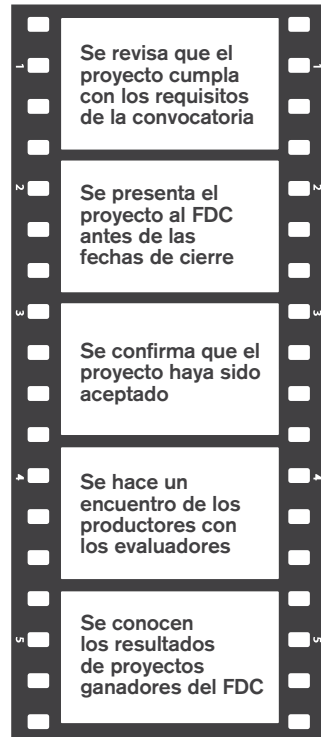 1
Se revisa que el
proyecto cumpla
con los requisitos
de la convocatoria
1
2
Se presenta el
proyecto al FDC
antes de las
fechas de cierre
2
3
Se confirma que el
proyecto haya sido
aceptado
3
4
Se hace un
encuentro de los
productores con
los evaluadores
4
5
Se conocen
los resultados
de proyectos
ganadores del FDC
5